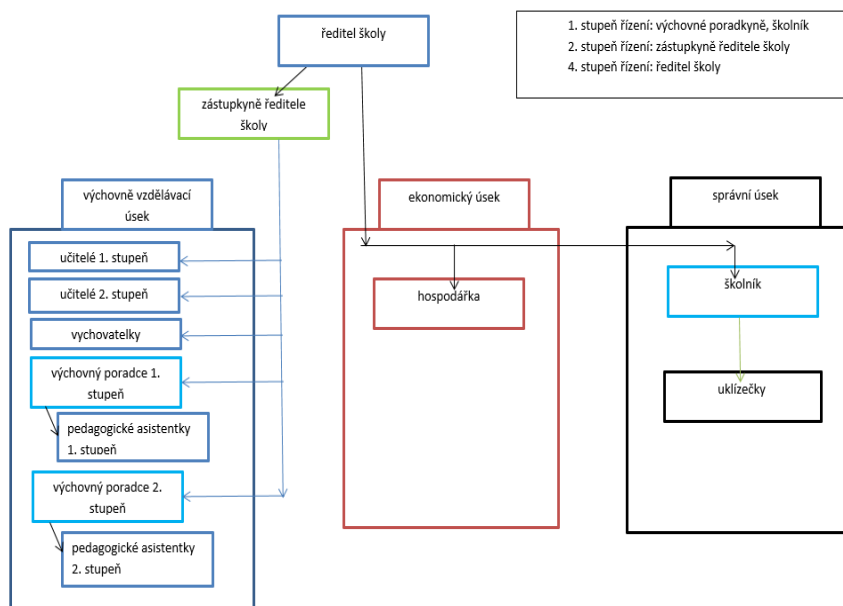 ředitel školy
1. stupeň řízení: výchovné poradkyně, školník
2. stupeň řízení: zástupkyně ředitele školy
4. stupeň řízení: ředitel školy
zástupkyně ředitele
školy
výchovně vzdělávací
úsek
ekonomický úsek
správní úsek
učitelé 1. stupeň
učitelé 2. stupeň
vychovatelky
výchovný poradce 1.
stupeň
pedagogické asistentky
1. stupeň
výchovný poradce 2.
stupeň
pedagogické asistentky
2. stupeň
hospodářka
školník
uklízečky